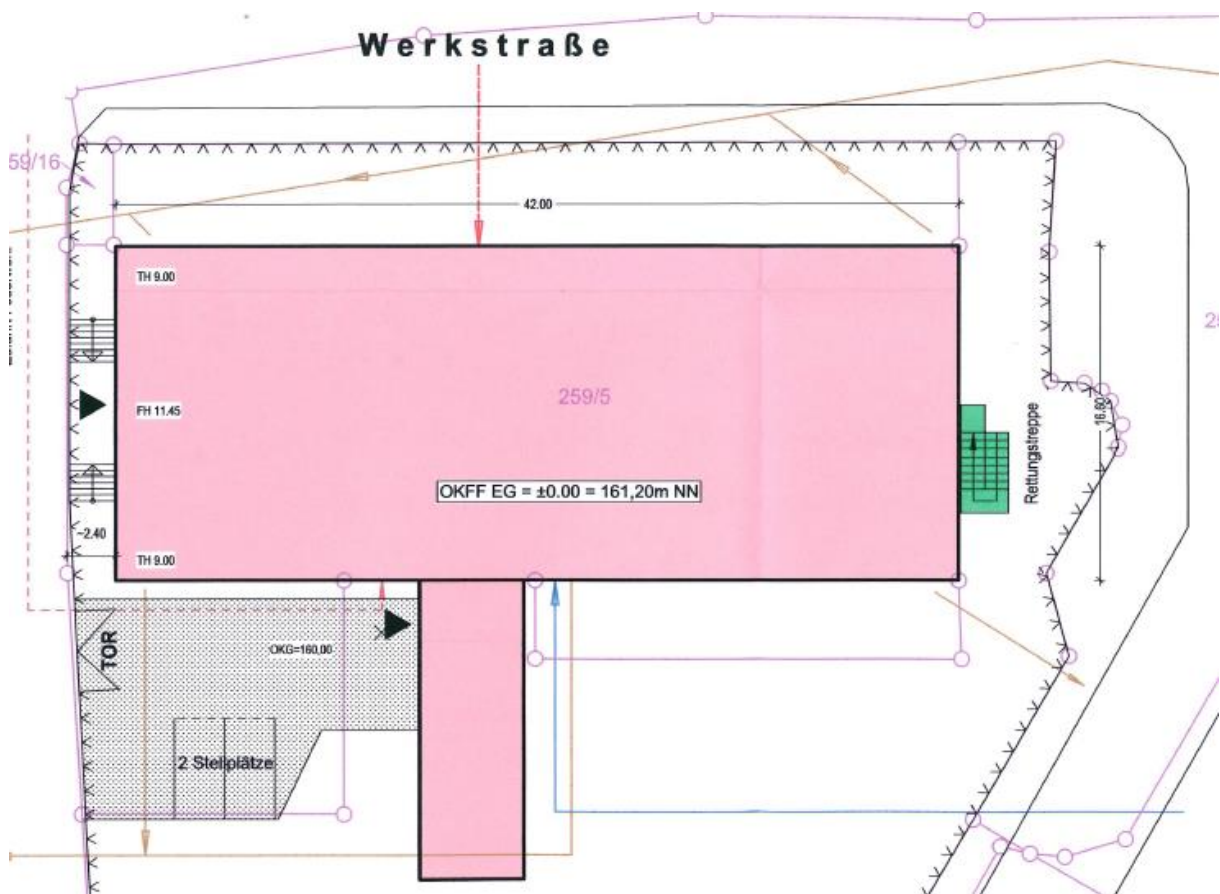 Werkstraße
59/16
42.00
TH 9.00
25
259/5
FH 11.45
16.60
Rettungstreppe
OKFF EG = ±0.00 = 161,20m NN
~2.40
TH 9.00
TOR
OKG=160,00
2 Stellplätze